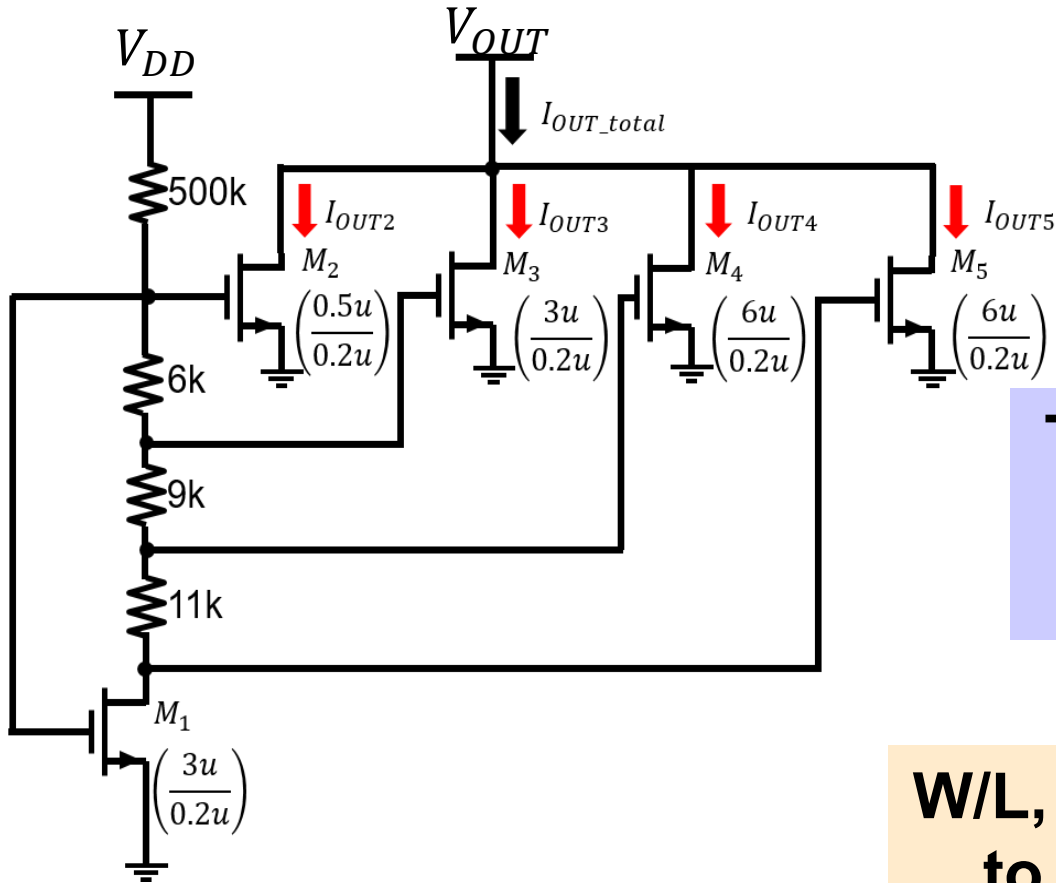 V_DD
V_OUT
I_OUT_total
500k
I_OUT2
I_OUT3
I_OUT4
I_OUT5
M_2
M_3
M_4
M_5
(0.5u/0.2u)
(3u/0.2u)
(6u/0.2u)
(6u/0.2u)
6k
9k
11k
M_1
(3u/0.2u)
W/L,
to